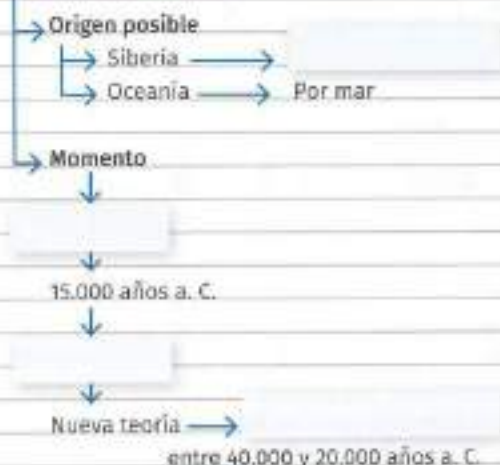 Origen posible
Siberia
Oceanía Por mar
Momento
15.000 años a. C.
Nueva teoría
entre 40.000 y 20.000 años a. C.